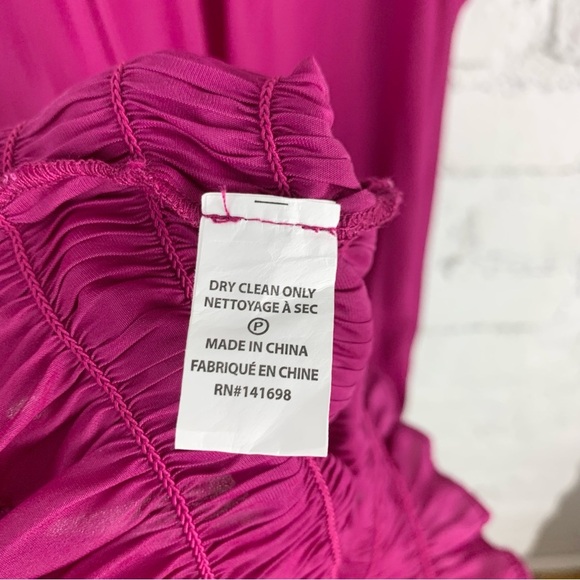 DRY CLEAN ONLY
NETTOYAGE À SEC
P
MADE IN CHINA
FABRIQUÉ EN CHINE
RN#141698